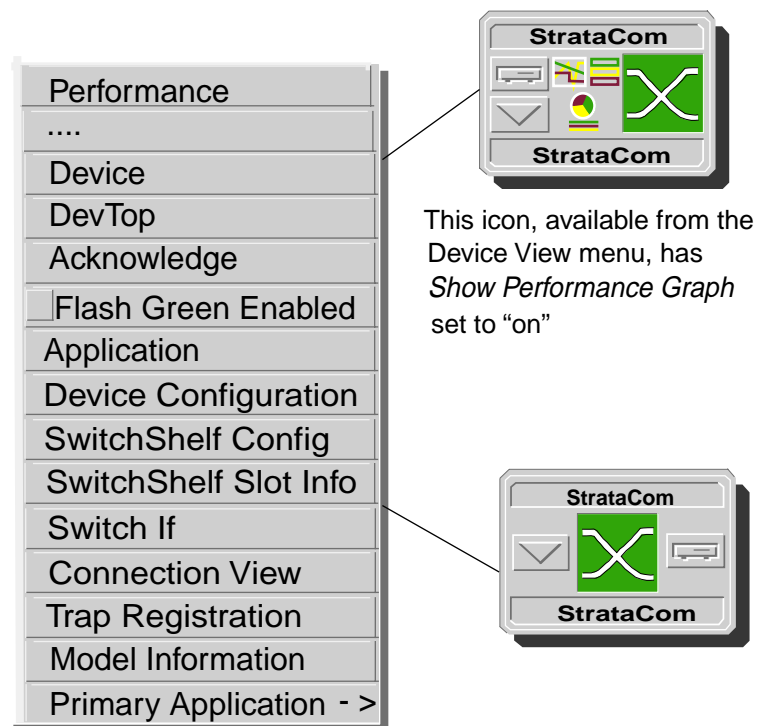 Performance
....
Device
DevTop
Acknowledge
Flash Green Enabled
Application
Device Configuration
SwitchShelf Config
SwitchShelf Slot Info
Switch If
Connection View
Trap Registration
Model Information
Primary Application - >
StrataCom
StrataCom
This icon, available from the
Device View menu, has
Show Performance Graph
set to “on”
StrataCom
StrataCom